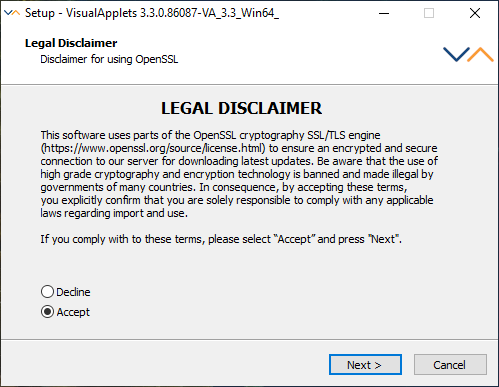 Setup - VisualApplets 3.3.0.86087-VA_3.3_Win64_
Legal Disclaimer
Disclaimer for using OpenSSL
LEGAL DISCLAIMER
This software uses parts of the OpenSSL cryptography SSL/TLS engine
(https://www.openssl.org/source/license.html) to ensure an encrypted and secure
connection to our server for downloading latest updates. Be aware that the use of
high grade cryptography and encryption technology is banned and made illegal by
governments of many countries. In consequence, by accepting these terms,
you explicitly confirm that you are solely responsible to comply with any applicable
laws regarding import and use.
If you comply with to these terms, please select “Accept” and press "Next".
Decline
Accept
Next >
Cancel